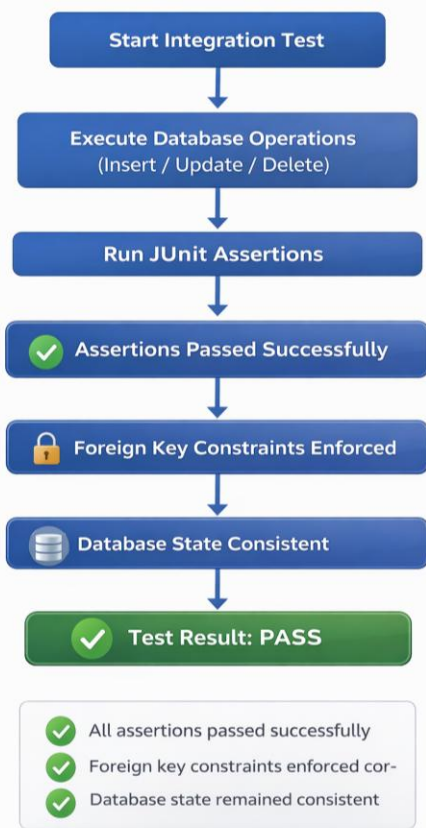 Start Integration Test
Execute Database Operations
(Insert / Update / Delete)
Run JUnit Assertions
Assertions Passed Successfully
Foreign Key Constraints Enforced
Database State Consistent
Test Result: PASS
All assertions passed successfully
Foreign key constraints enforced cor-
Database state remained consistent